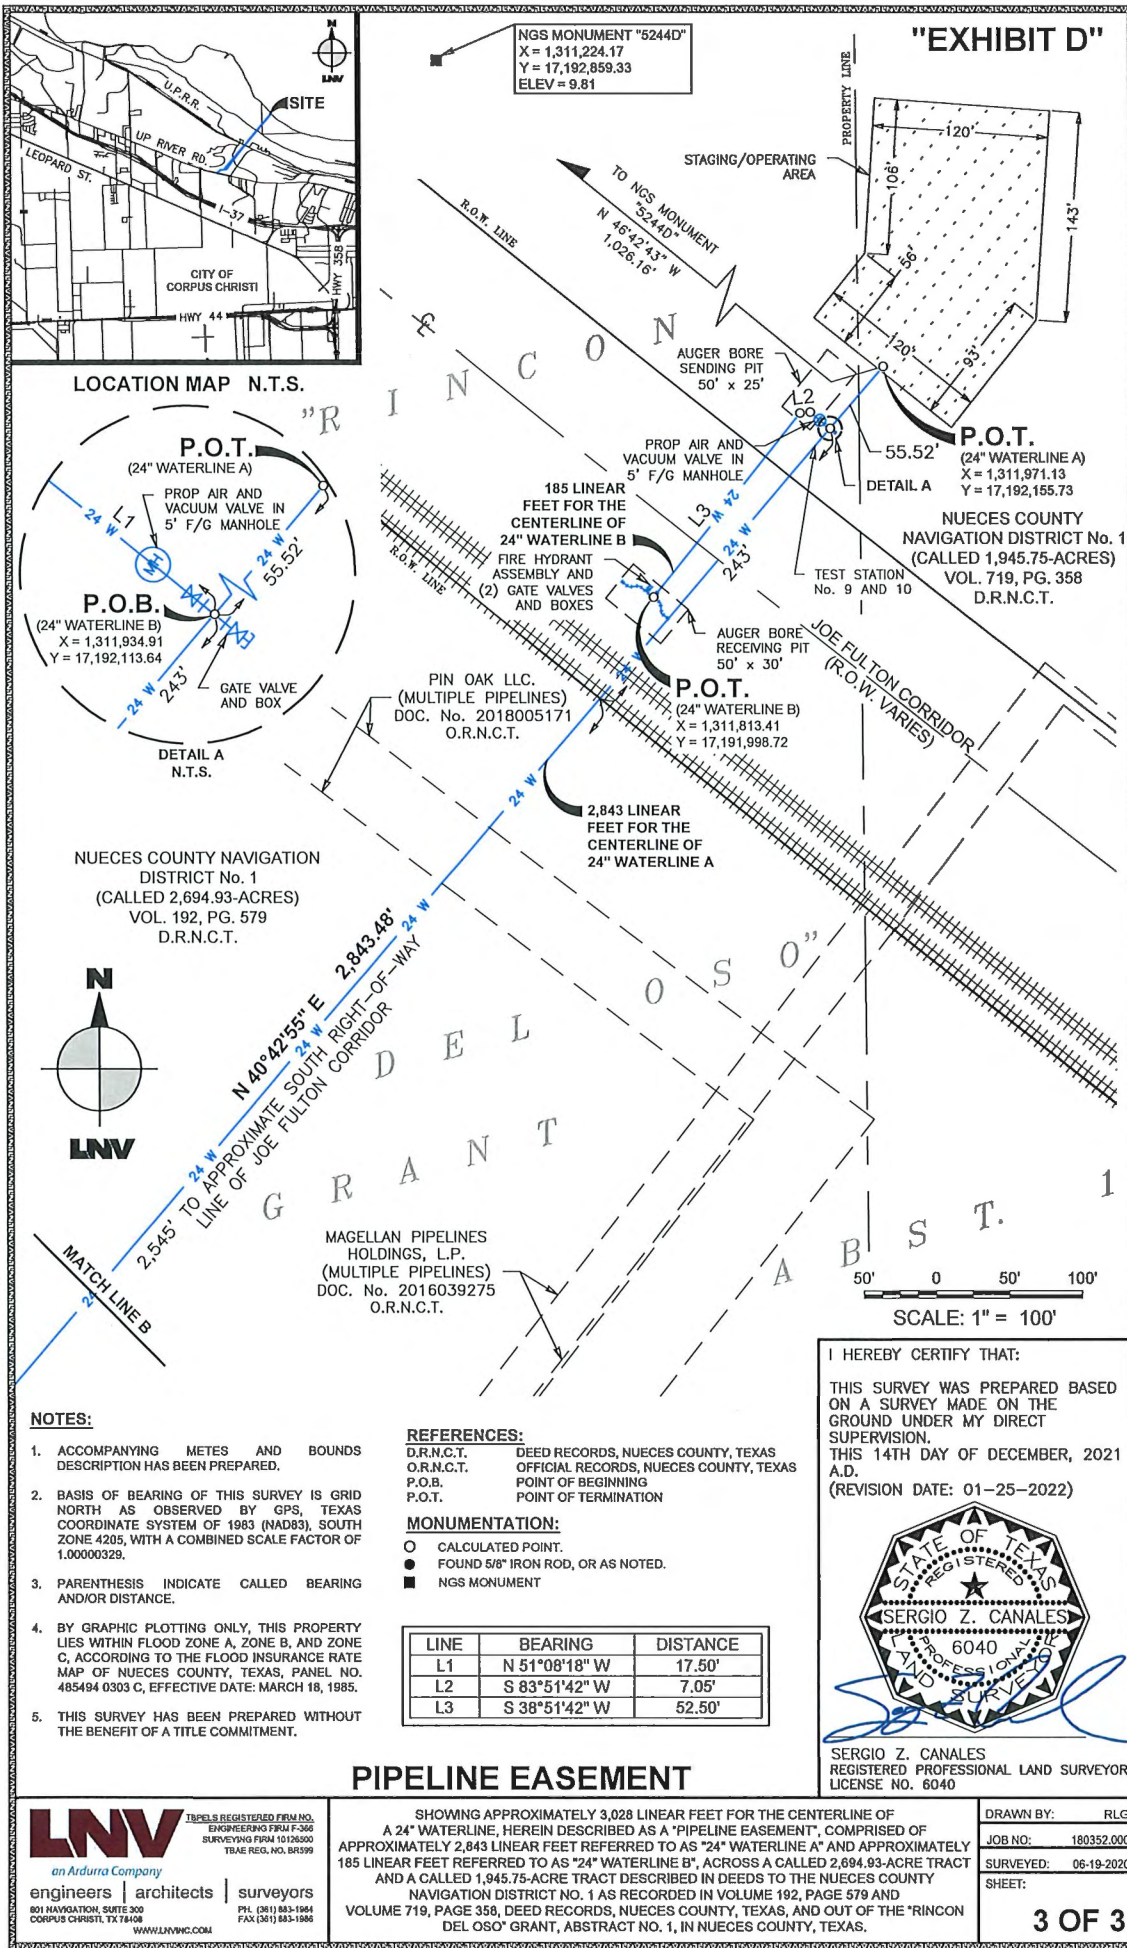 "EXHIBIT D"
NGS MONUMENT "5244D"
X = 1,311,224.17
Y = 17,192,859.33
ELEV = 9.81
N
LNV
SITE
U.P.R.R.
UP RIVER RD.
LEOPARD ST.
I-37
HWY 358
CITY OF
CORPUS CHRISTI
HWY 44
LOCATION MAP N.T.S.
PROPERTY LINE
STAGING/OPERATING
AREA
120'
106'
143'
56'
120'
93'
TO NGS MONUMENT
"5244D"
N 46°42'43" W
1,026.16'
R.O.W. LINE
℄
"RINCON
DEL OSO"
GRANT
ABST. 1
AUGER BORE
SENDING PIT
50' x 25'
L2
PROP AIR AND
VACUUM VALVE IN
5' F/G MANHOLE
55.52'
DETAIL A
P.O.T.
(24" WATERLINE A)
X = 1,311,971.13
Y = 17,192,155.73
NUECES COUNTY
NAVIGATION DISTRICT No. 1
(CALLED 1,945.75-ACRES)
VOL. 719, PG. 358
D.R.N.C.T.
185 LINEAR
FEET FOR THE
CENTERLINE OF
24" WATERLINE B
L3
24 W
24 W
243'
FIRE HYDRANT
ASSEMBLY AND
(2) GATE VALVES
AND BOXES
TEST STATION
No. 9 AND 10
R.O.W. LINE
AUGER BORE
RECEIVING PIT
50' x 30'
JOE FULTON CORRIDOR
(R.O.W. VARIES)
P.O.T.
(24" WATERLINE B)
X = 1,311,813.41
Y = 17,191,998.72
P.O.T.
(24" WATERLINE A)
PROP AIR AND
VACUUM VALVE IN
5' F/G MANHOLE
24 W
L1
MH
24 W
55.52'
P.O.B.
(24" WATERLINE B)
X = 1,311,934.91
Y = 17,192,113.64
24 W
243'
GATE VALVE
AND BOX
DETAIL A
N.T.S.
PIN OAK LLC.
(MULTIPLE PIPELINES)
DOC. No. 2018005171
O.R.N.C.T.
24 W
24 W
2,843 LINEAR
FEET FOR THE
CENTERLINE OF
24" WATERLINE A
NUECES COUNTY NAVIGATION
DISTRICT No. 1
(CALLED 2,694.93-ACRES)
VOL. 192, PG. 579
D.R.N.C.T.
24 W
N 40°42'55" E 2,843.48'
24 W
2,545' TO APPROXIMATE SOUTH RIGHT-OF-WAY
LINE OF JOE FULTON CORRIDOR
24 W
N
LNV
MATCH LINE B
24
MAGELLAN PIPELINES
HOLDINGS, L.P.
(MULTIPLE PIPELINES)
DOC. No. 2016039275
O.R.N.C.T.
50' 0 50' 100'
SCALE: 1" = 100'
NOTES:
1. ACCOMPANYING METES AND BOUNDS
DESCRIPTION HAS BEEN PREPARED.
2. BASIS OF BEARING OF THIS SURVEY IS GRID
NORTH AS OBSERVED BY GPS, TEXAS
COORDINATE SYSTEM OF 1983 (NAD83), SOUTH
ZONE 4205, WITH A COMBINED SCALE FACTOR OF
1.00000329.
3. PARENTHESIS INDICATE CALLED BEARING
AND/OR DISTANCE.
4. BY GRAPHIC PLOTTING ONLY, THIS PROPERTY
LIES WITHIN FLOOD ZONE A, ZONE B, AND ZONE
C, ACCORDING TO THE FLOOD INSURANCE RATE
MAP OF NUECES COUNTY, TEXAS, PANEL NO.
485494 0303 C, EFFECTIVE DATE: MARCH 18, 1985.
5. THIS SURVEY HAS BEEN PREPARED WITHOUT
THE BENEFIT OF A TITLE COMMITMENT.
REFERENCES:
D.R.N.C.T. DEED RECORDS, NUECES COUNTY, TEXAS
O.R.N.C.T. OFFICIAL RECORDS, NUECES COUNTY, TEXAS
P.O.B. POINT OF BEGINNING
P.O.T. POINT OF TERMINATION
MONUMENTATION:
CALCULATED POINT.
FOUND 5/8" IRON ROD, OR AS NOTED.
NGS MONUMENT
LINE BEARING DISTANCE
L1 N 51°08'18" W 17.50'
L2 S 83°51'42" W 7.05'
L3 S 38°51'42" W 52.50'
I HEREBY CERTIFY THAT:
THIS SURVEY WAS PREPARED BASED
ON A SURVEY MADE ON THE
GROUND UNDER MY DIRECT
SUPERVISION.
THIS 14TH DAY OF DECEMBER, 2021
A.D.
(REVISION DATE: 01-25-2022)
STATE OF TEXAS
REGISTERED
SERGIO Z. CANALES
6040
PROFESSIONAL
LAND SURVEYOR
SERGIO Z. CANALES
REGISTERED PROFESSIONAL LAND SURVEYOR
LICENSE NO. 6040
PIPELINE EASEMENT
LNV
an Ardurra Company
TBPELS REGISTERED FIRM NO.
ENGINEERING FIRM F-366
SURVEYING FIRM 10126500
TBAE REG. NO. BR599
engineers | architects | surveyors
801 NAVIGATION, SUITE 300
CORPUS CHRISTI, TX 78408
PH. (361) 883-1984
FAX (361) 883-1986
WWW.LNVINC.COM
SHOWING APPROXIMATELY 3,028 LINEAR FEET FOR THE CENTERLINE OF
A 24" WATERLINE, HEREIN DESCRIBED AS A "PIPELINE EASEMENT", COMPRISED OF
APPROXIMATELY 2,843 LINEAR FEET REFERRED TO AS "24" WATERLINE A" AND APPROXIMATELY
185 LINEAR FEET REFERRED TO AS "24" WATERLINE B", ACROSS A CALLED 2,694.93-ACRE TRACT
AND A CALLED 1,945.75-ACRE TRACT DESCRIBED IN DEEDS TO THE NUECES COUNTY
NAVIGATION DISTRICT NO. 1 AS RECORDED IN VOLUME 192, PAGE 579 AND
VOLUME 719, PAGE 358, DEED RECORDS, NUECES COUNTY, TEXAS, AND OUT OF THE "RINCON
DEL OSO" GRANT, ABSTRACT NO. 1, IN NUECES COUNTY, TEXAS.
DRAWN BY: RLG
JOB NO: 180352.000
SURVEYED: 06-19-2020
SHEET:
3 OF 3